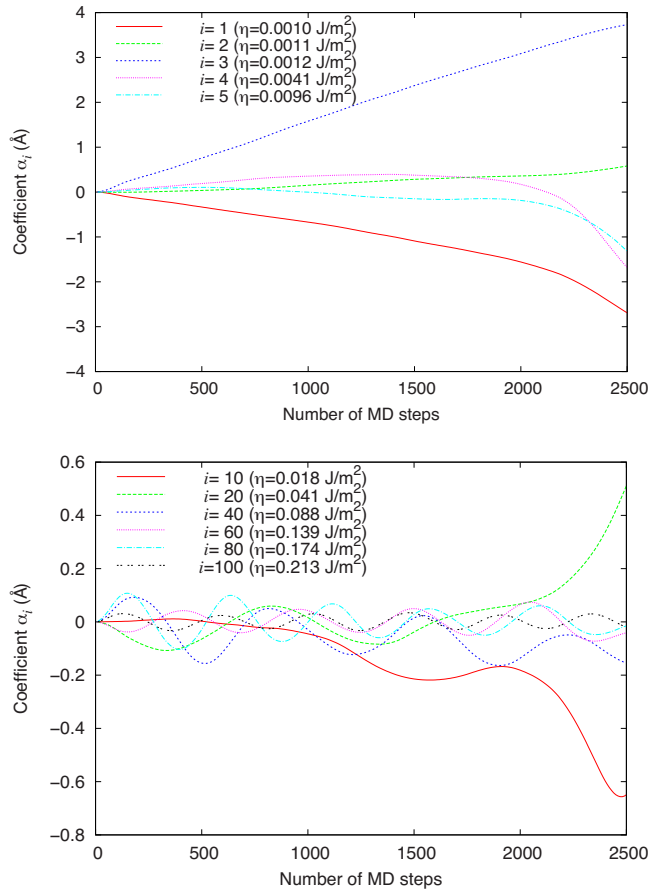 i= 1 (η=0.0010 J/m²)
i= 2 (η=0.0011 J/m²)
i= 3 (η=0.0012 J/m²)
i= 4 (η=0.0041 J/m²)
i= 5 (η=0.0096 J/m²)
4
3
2
1
0
−1
−2
−3
−4
Coefficient αᵢ (Å)
0 500 1000 1500 2000 2500
Number of MD steps
i= 10 (η=0.018 J/m²)
i= 20 (η=0.041 J/m²)
i= 40 (η=0.088 J/m²)
i= 60 (η=0.139 J/m²)
i= 80 (η=0.174 J/m²)
i=100 (η=0.213 J/m²)
0.6
0.4
0.2
0
−0.2
−0.4
−0.6
−0.8
Coefficient αᵢ (Å)
0 500 1000 1500 2000 2500
Number of MD steps